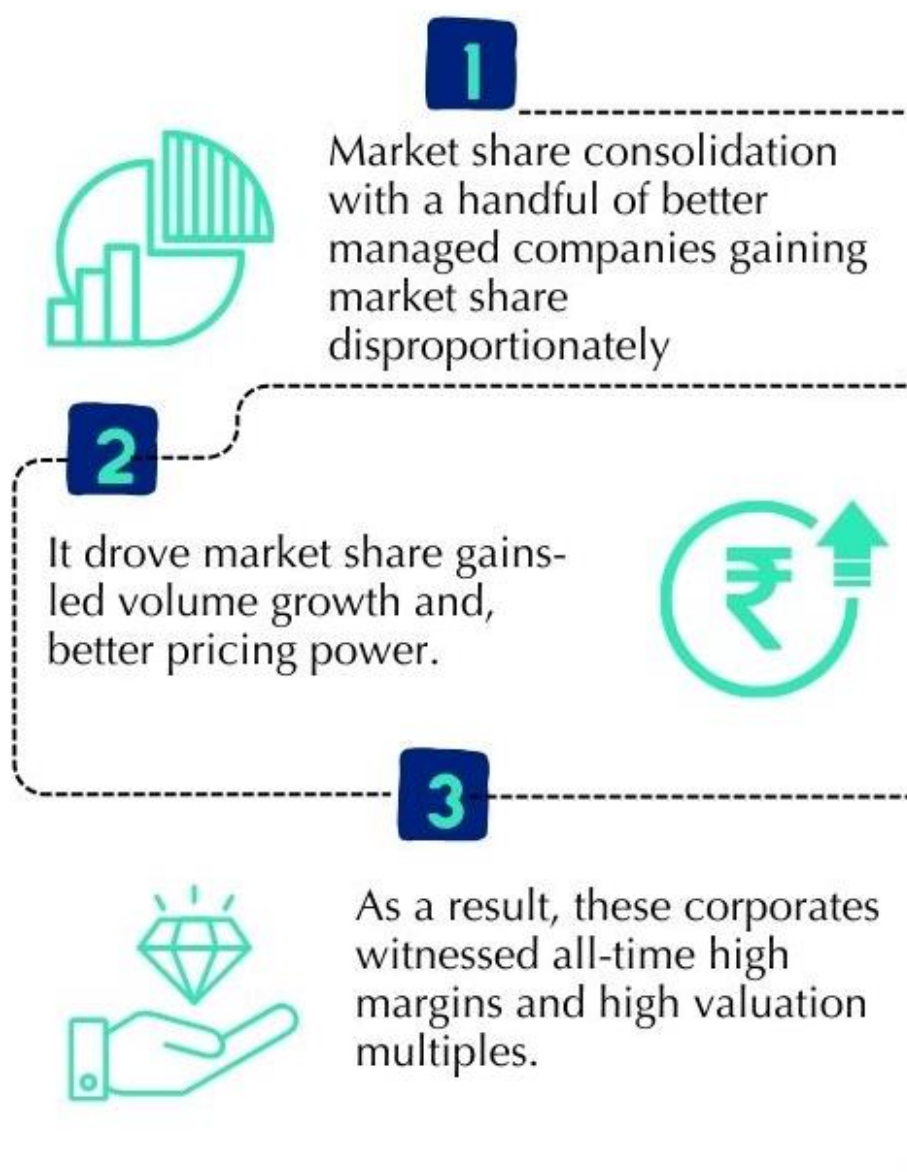 1
Market share consolidation
with a handful of better
managed companies gaining
market share
disproportionately
2
It drove market share gains-
led volume growth and,
better pricing power.
₹
3
As a result, these corporates
witnessed all-time high
margins and high valuation
multiples.